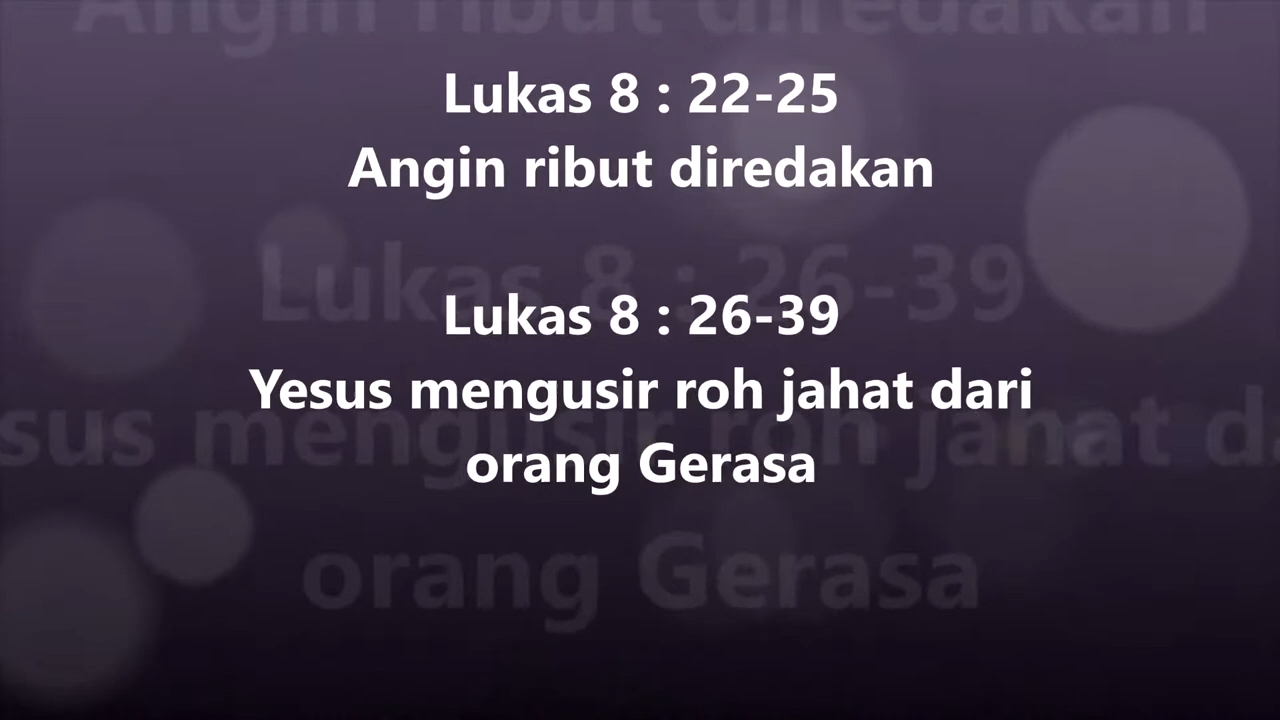 Lukas 8 : 22-25
Angin ribut diredakan
Lukas 8 : 26-39
Yesus mengusir roh jahat dari
orang Gerasa